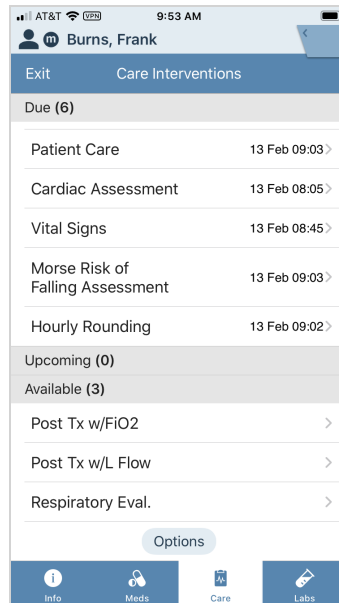 AT&T VPN 9:53 AM
m Burns, Frank
Exit Care Interventions
Due (6)
Patient Care 13 Feb 09:03
Cardiac Assessment 13 Feb 08:05
Vital Signs 13 Feb 08:45
Morse Risk of
Falling Assessment 13 Feb 09:03
Hourly Rounding 13 Feb 09:02
Upcoming (0)
Available (3)
Post Tx w/FiO2
Post Tx w/L Flow
Respiratory Eval.
Options
Info Meds Care Labs